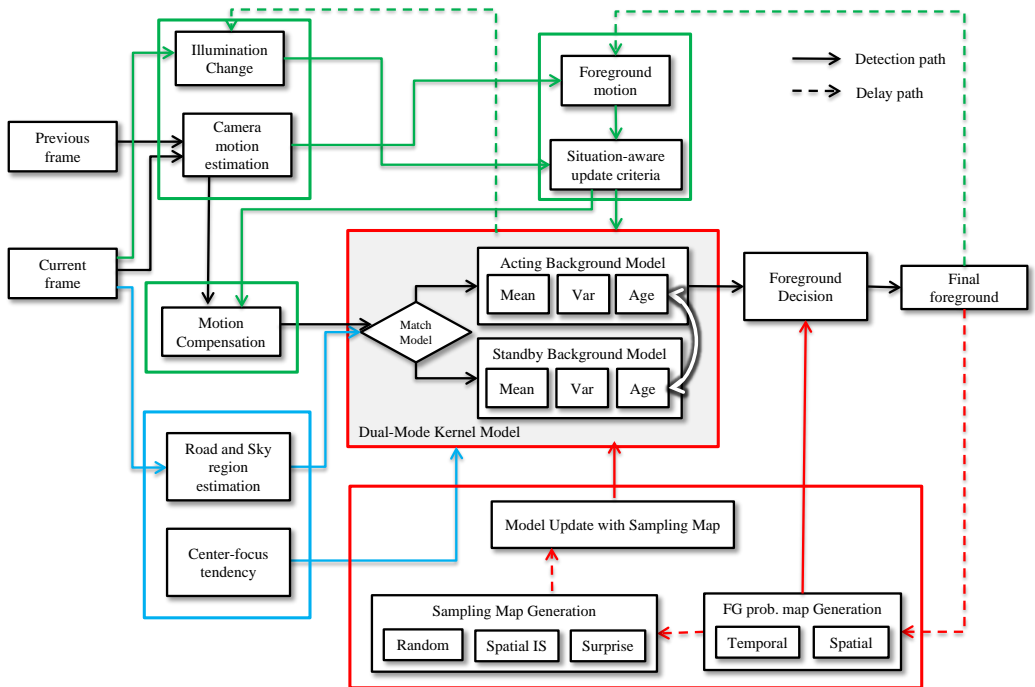 Illumination
Change
Foreground
motion
Detection path
Delay path
Previous
frame
Camera
motion
estimation
Situation-aware
update criteria
Current
frame
Acting Background Model
Mean
Var
Age
Foreground
Decision
Final
foreground
Motion
Compensation
Match
Model
Standby Background Model
Mean
Var
Age
Dual-Mode Kernel Model
Road and Sky
region
estimation
Center-focus
tendency
Model Update with Sampling Map
Sampling Map Generation
Random
Spatial IS
Surprise
FG prob. map Generation
Temporal
Spatial